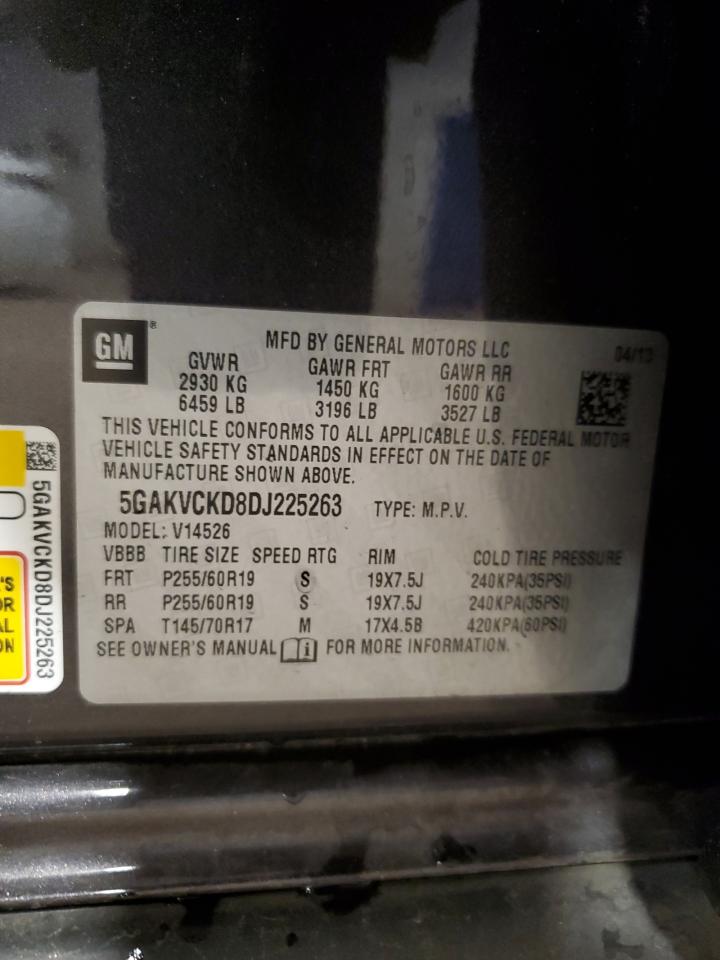 GM ®
MFD BY GENERAL MOTORS LLC 04/13
GVWR GAWR FRT GAWR RR
2930 KG 1450 KG 1600 KG
6459 LB 3196 LB 3527 LB
THIS VEHICLE CONFORMS TO ALL APPLICABLE U.S. FEDERAL MOTOR
VEHICLE SAFETY STANDARDS IN EFFECT ON THE DATE OF
MANUFACTURE SHOWN ABOVE.
5GAKVCKD8DJ225263 TYPE: M.P.V.
MODEL: V14526
VBBB TIRE SIZE SPEED RTG RIM COLD TIRE PRESSURE
FRT P255/60R19 S 19X7.5J 240KPA(35PSI)
RR P255/60R19 S 19X7.5J 240KPA(35PSI)
SPA T145/70R17 M 17X4.5B 420KPA(60PSI)
SEE OWNER'S MANUAL i FOR MORE INFORMATION.
5GAKVCKD8DJ225263
'S
OR
AL
ON